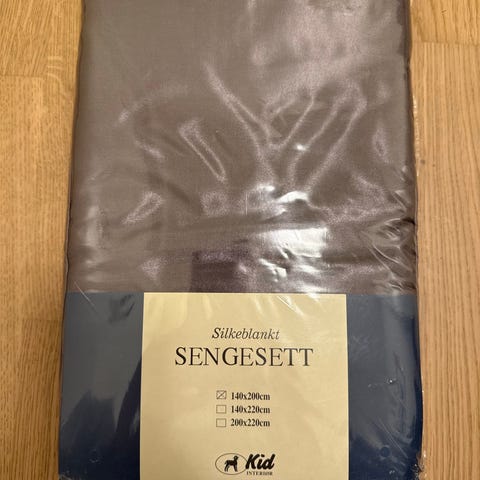 Silkeblankt
SENGESETT
140x200cm
140x220cm
200x220cm
Kid
INTERIØR